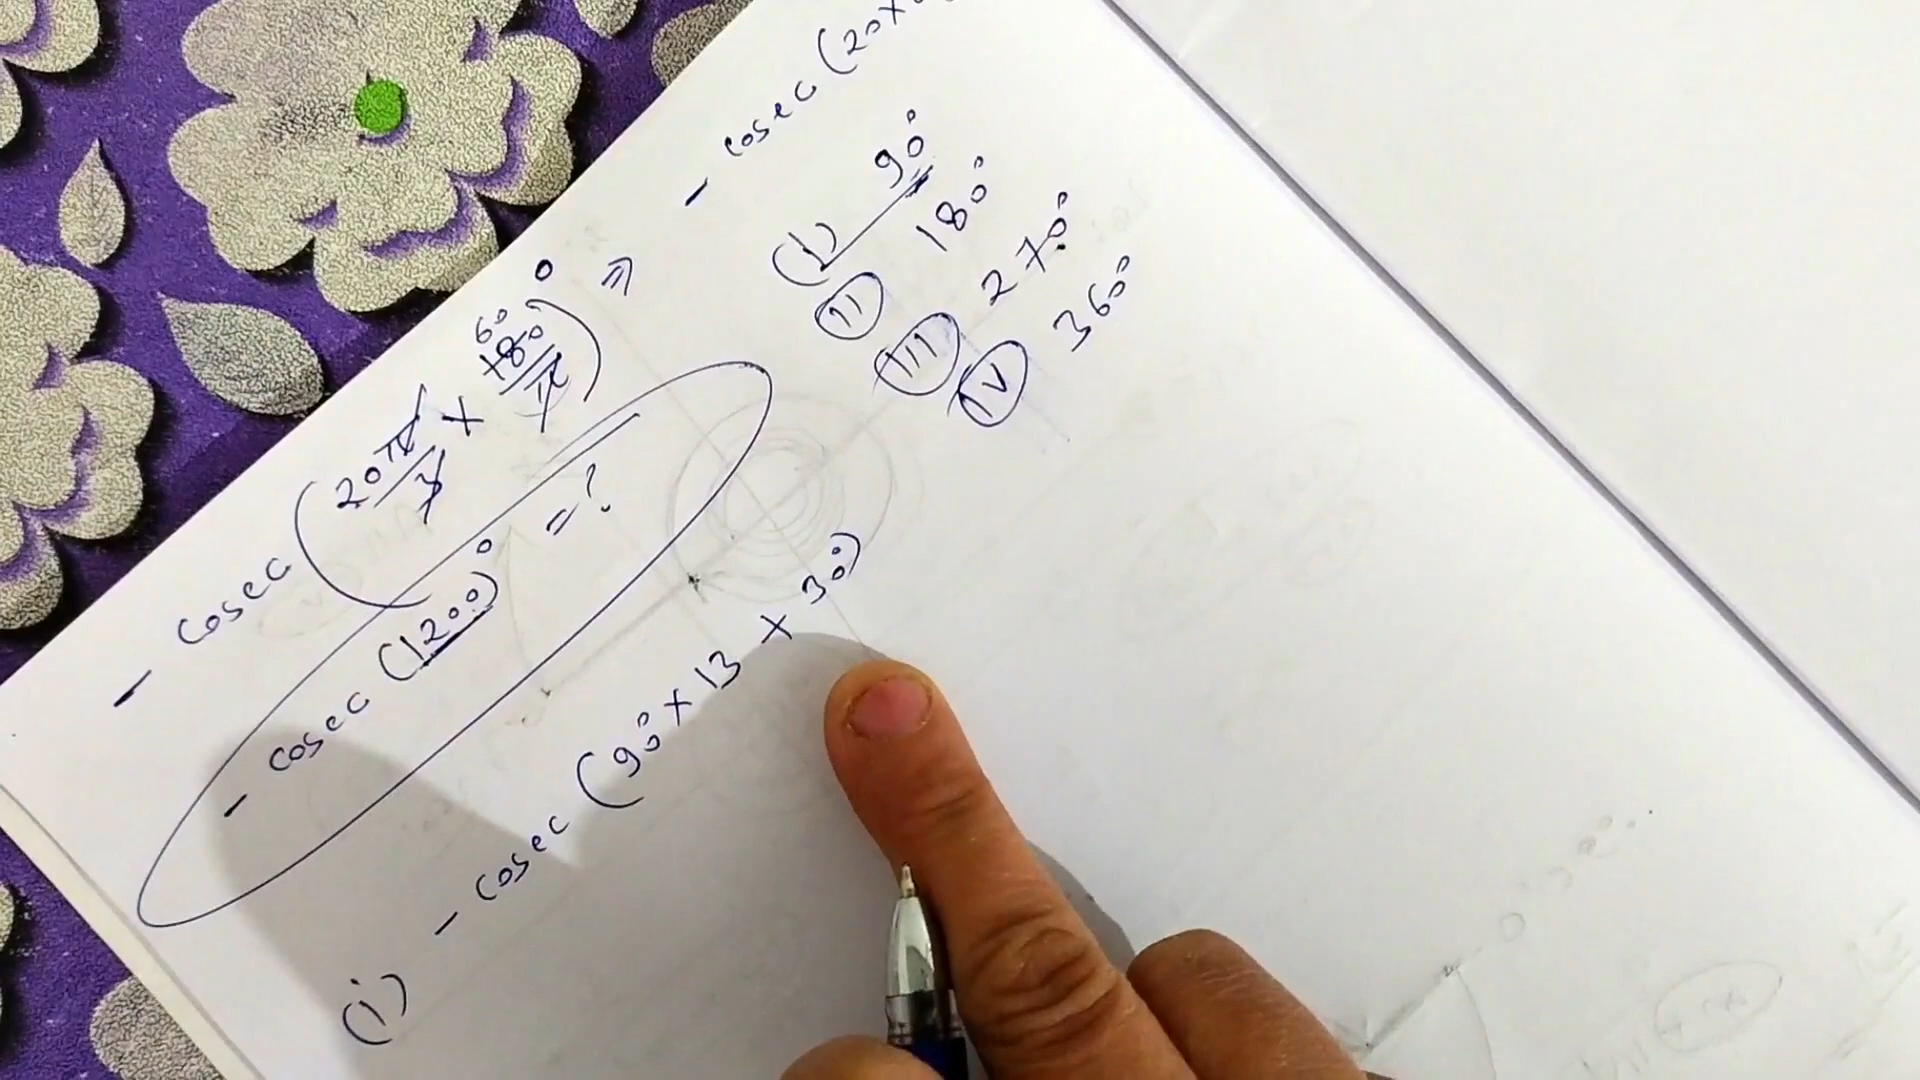 - cosec (20π/3 × 180/π)° 60 ⇒ - cosec (20×
- cosec (1200)° = ?
(I) 90°
(II) 180°
(III) 270°
(IV) 360°
(i) - cosec (90° × 13 × 30°)